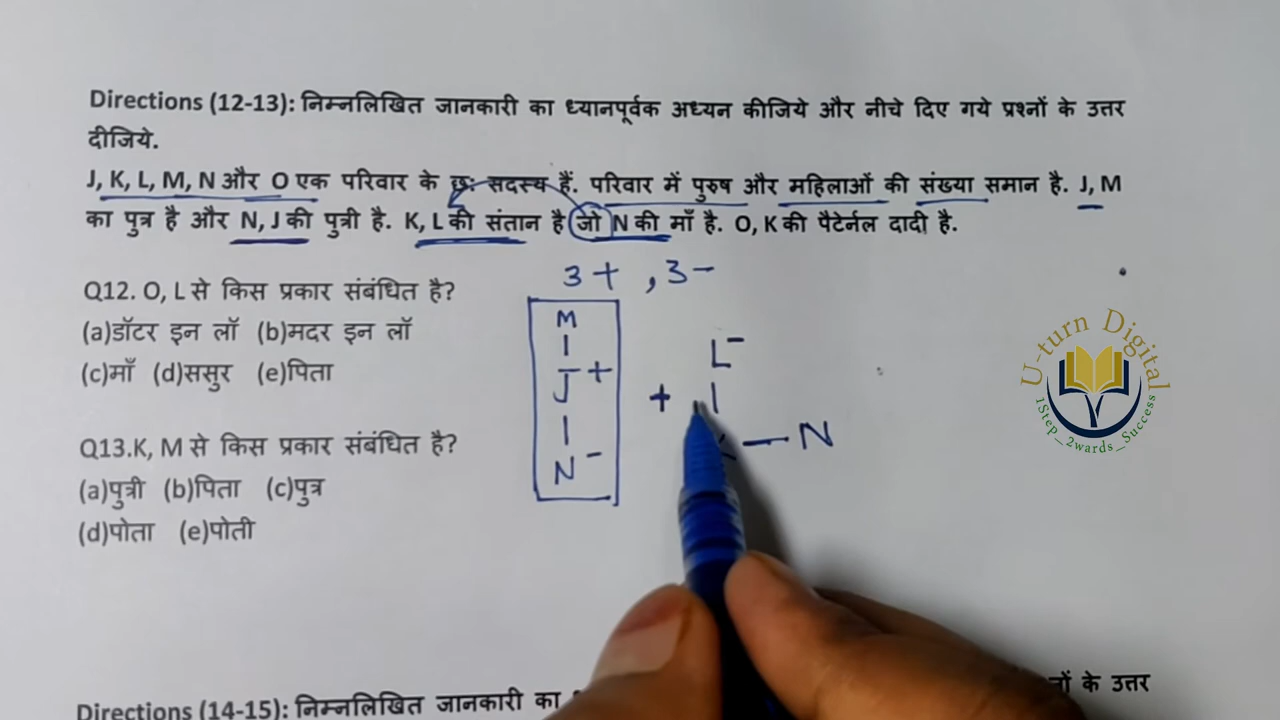 Directions (12-13): निम्नलिखित जानकारी का ध्यानपूर्वक अध्यन कीजिये और नीचे दिए गये प्रश्नों के उत्तर
दीजिये.
J, K, L, M, N और O एक परिवार के छः सदस्य हैं. परिवार में पुरुष और महिलाओं की संख्या समान है. J, M
का पुत्र है और N, J की पुत्री है. K, L की संतान है जो N की माँ है. O, K की पैटेर्नल दादी है.
3+ , 3-
Q12. O, L से किस प्रकार संबंधित है?
(a)डॉटर इन लॉ (b)मदर इन लॉ
(c)माँ (d)ससुर (e)पिता
Q13.K, M से किस प्रकार संबंधित है?
(a)पुत्री (b)पिता (c)पुत्र
(d)पोता (e)पोती
M
J +
N -
+
L -
— N
U-turn Digital
1Step_2wards_Success
Directions (14-15): निम्नलिखित जानकारी का
के उत्तर